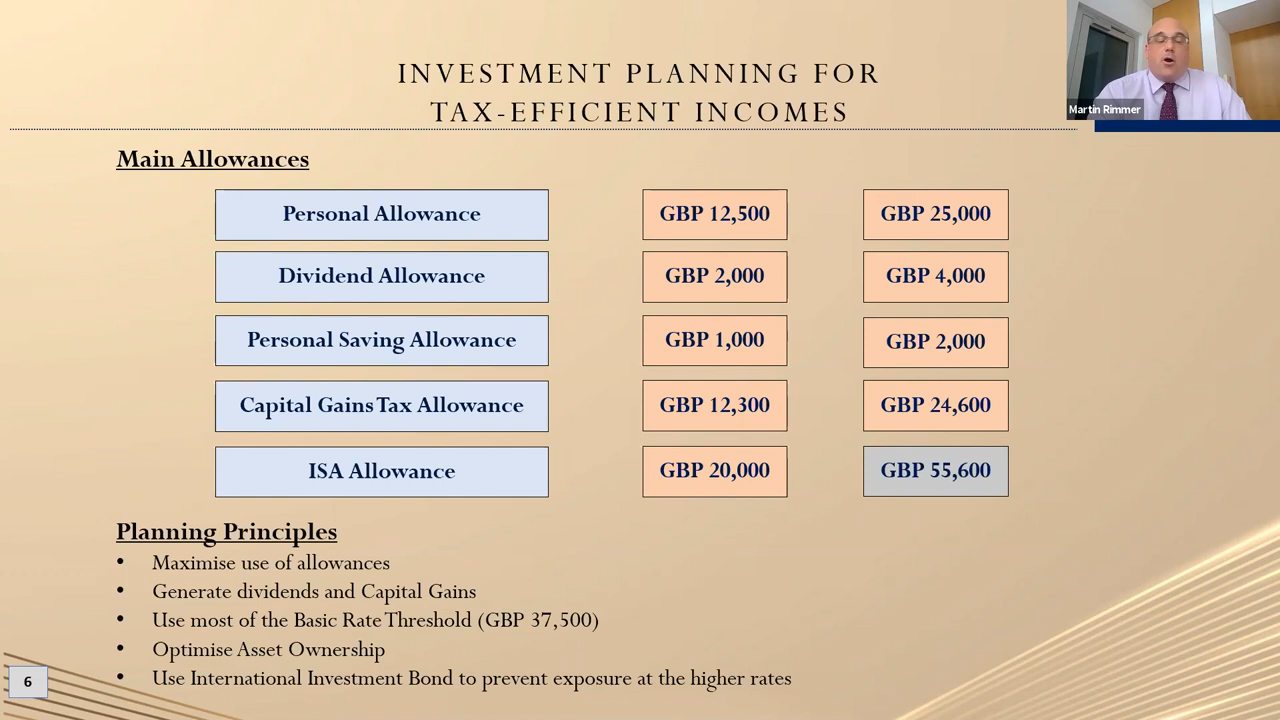 INVESTMENT PLANNING FOR
TAX-EFFICIENT INCOMES
Martin Rimmer
Main Allowances
Personal Allowance GBP 12,500 GBP 25,000
Dividend Allowance GBP 2,000 GBP 4,000
Personal Saving Allowance GBP 1,000 GBP 2,000
Capital Gains Tax Allowance GBP 12,300 GBP 24,600
ISA Allowance GBP 20,000 GBP 55,600
Planning Principles
• Maximise use of allowances
• Generate dividends and Capital Gains
• Use most of the Basic Rate Threshold (GBP 37,500)
• Optimise Asset Ownership
• Use International Investment Bond to prevent exposure at the higher rates
6